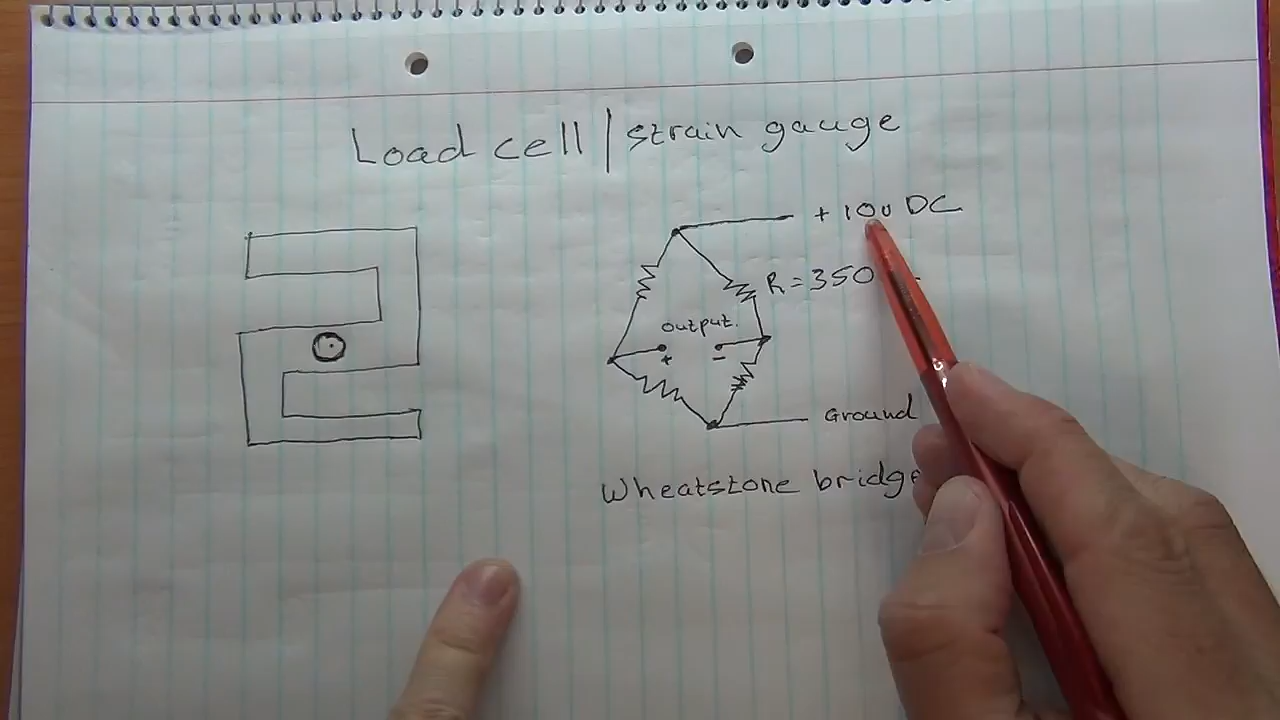 Load cell | strain gauge
+ 10v DC
R = 350
output.
+ -
Ground
Wheatstone bridge